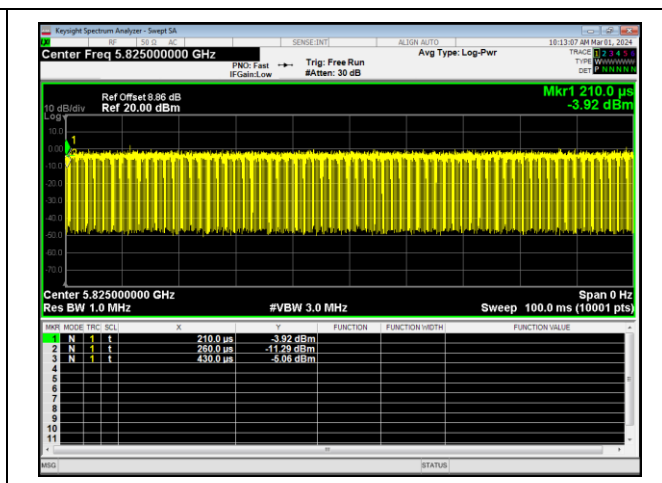 Keysight Spectrum Analyzer - Swept SA
RF 50 Ω AC SENSE:INT ALIGN AUTO 10:13:07 AM Mar 01, 2024
Center Freq 5.825000000 GHz Avg Type: Log-Pwr TRACE 1 2 3 4 5 6
PNO: Fast Trig: Free Run TYPE WWWWWW
IFGain:Low #Atten: 30 dB DET P N N N N N
Mkr1 210.0 µs
Ref Offset 8.86 dB
10 dB/div Ref 20.00 dBm -3.92 dBm
Log
10.0
1
0.00
-10.0
-20.0
-30.0
-40.0
-50.0
-60.0
-70.0
Center 5.825000000 GHz Span 0 Hz
Res BW 1.0 MHz #VBW 3.0 MHz Sweep 100.0 ms (10001 pts)
MKR MODE TRC SCL X Y FUNCTION FUNCTION WIDTH FUNCTION VALUE
1 N 1 t 210.0 µs -3.92 dBm
2 N 1 t 260.0 µs -11.29 dBm
3 N 1 t 430.0 µs -5.06 dBm
4
5
6
7
8
9
10
11
MSG STATUS